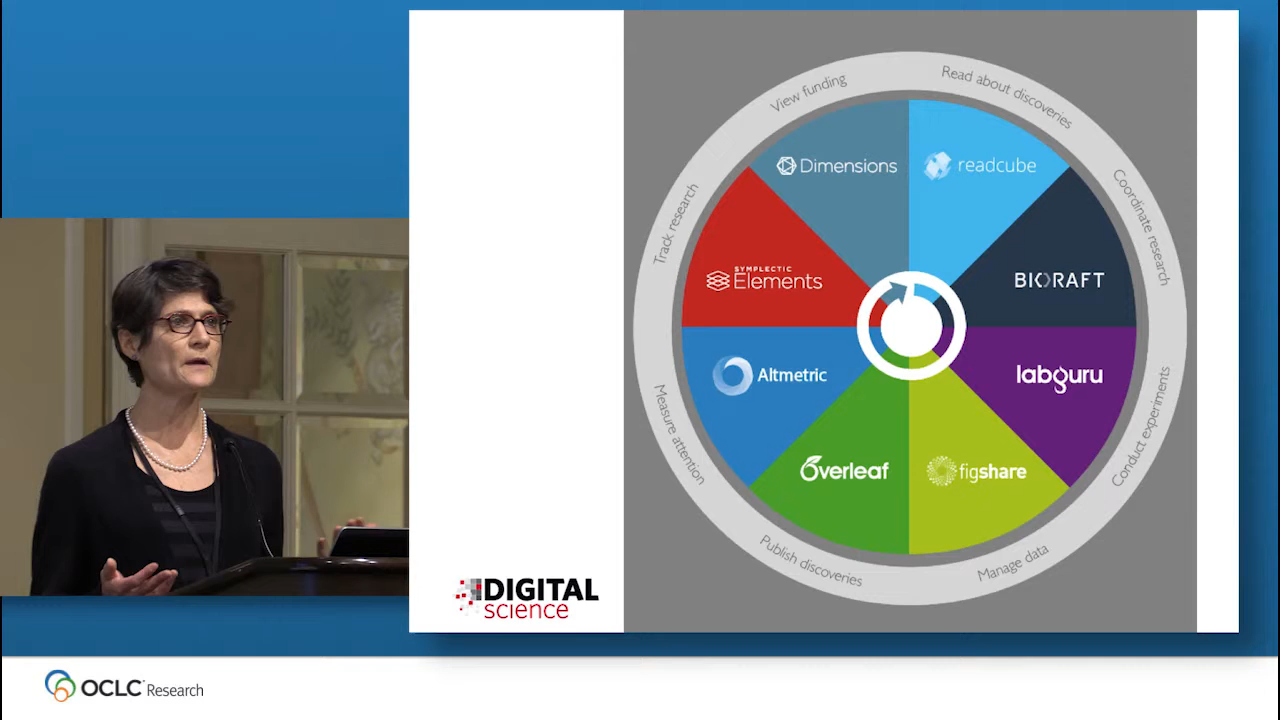 View funding
Read about discoveries
Coordinate research
Conduct experiments
Manage data
Publish discoveries
Measure attention
Track research
Dimensions
readcube
BIORAFT
labguru
figshare
Overleaf
Altmetric
SYMPLECTIC
Elements
DIGITAL
science
OCLC Research